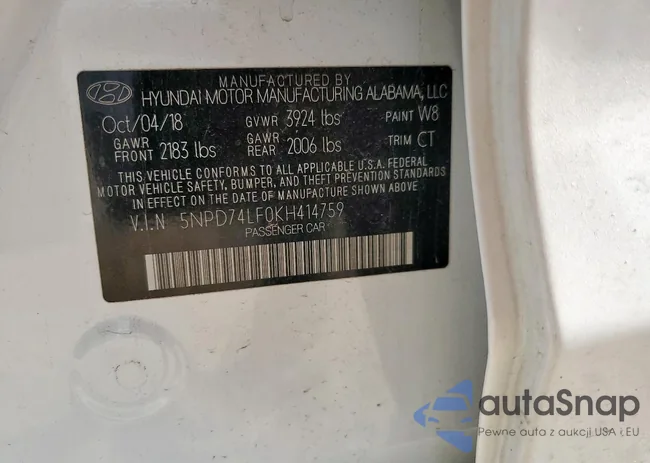 MANUFACTURED BY
HYUNDAI MOTOR MANUFACTURING ALABAMA, LLC
Oct/04/18 GVWR 3924 lbs PAINT W8
GAWR FRONT 2183 lbs GAWR REAR 2006 lbs TRIM CT
THIS VEHICLE CONFORMS TO ALL APPLICABLE U.S.A. FEDERAL
MOTOR VEHICLE SAFETY, BUMPER, AND THEFT PREVENTION STANDARDS
IN EFFECT ON THE DATE OF MANUFACTURE SHOWN ABOVE.
V.I.N 5NPD74LF0KH414759
PASSENGER CAR
autoSnap
Pewne auta z aukcji USA i EU